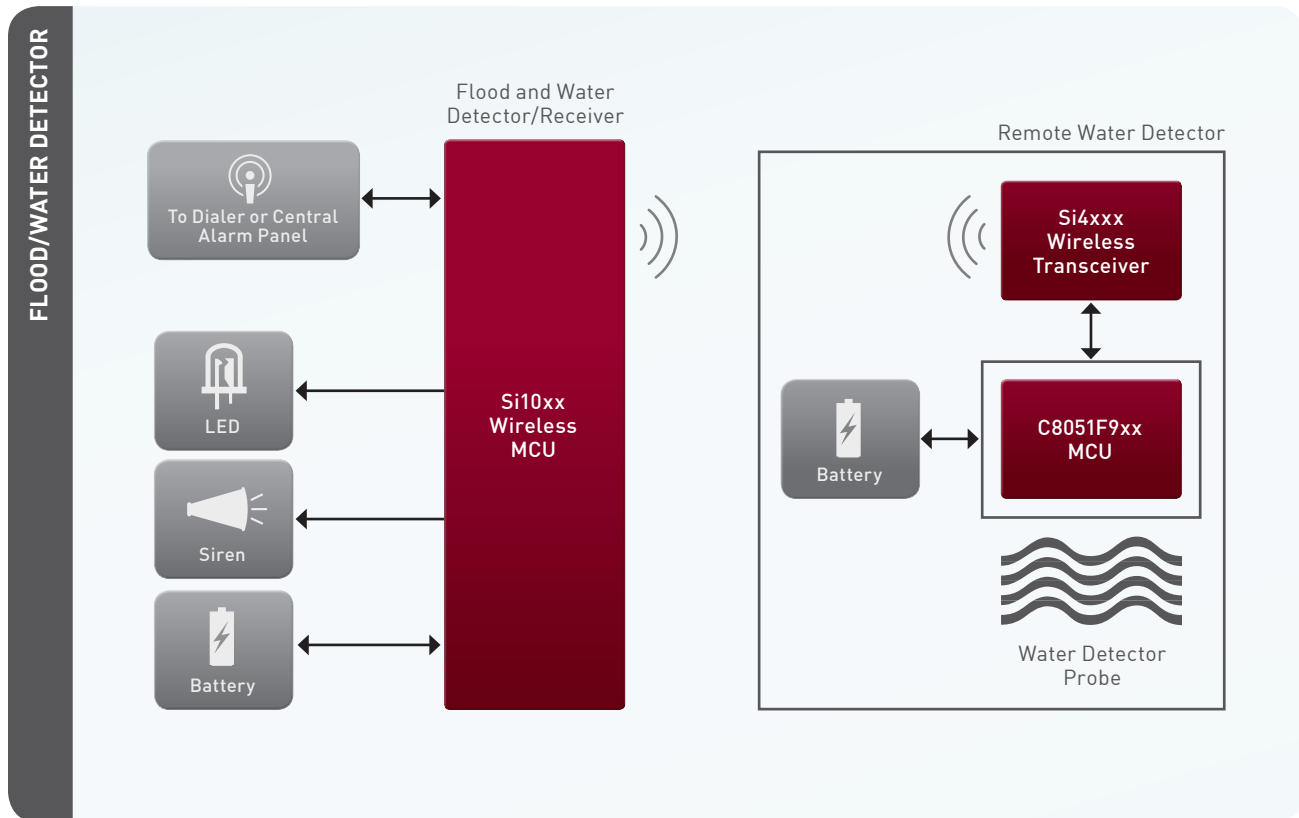 FLOOD/WATER DETECTOR
Flood and Water
Detector/Receiver
To Dialer or Central
Alarm Panel
LED
Siren
Battery
Si10xx
Wireless
MCU
Remote Water Detector
Si4xxx
Wireless
Transceiver
Battery
C8051F9xx
MCU
Water Detector
Probe